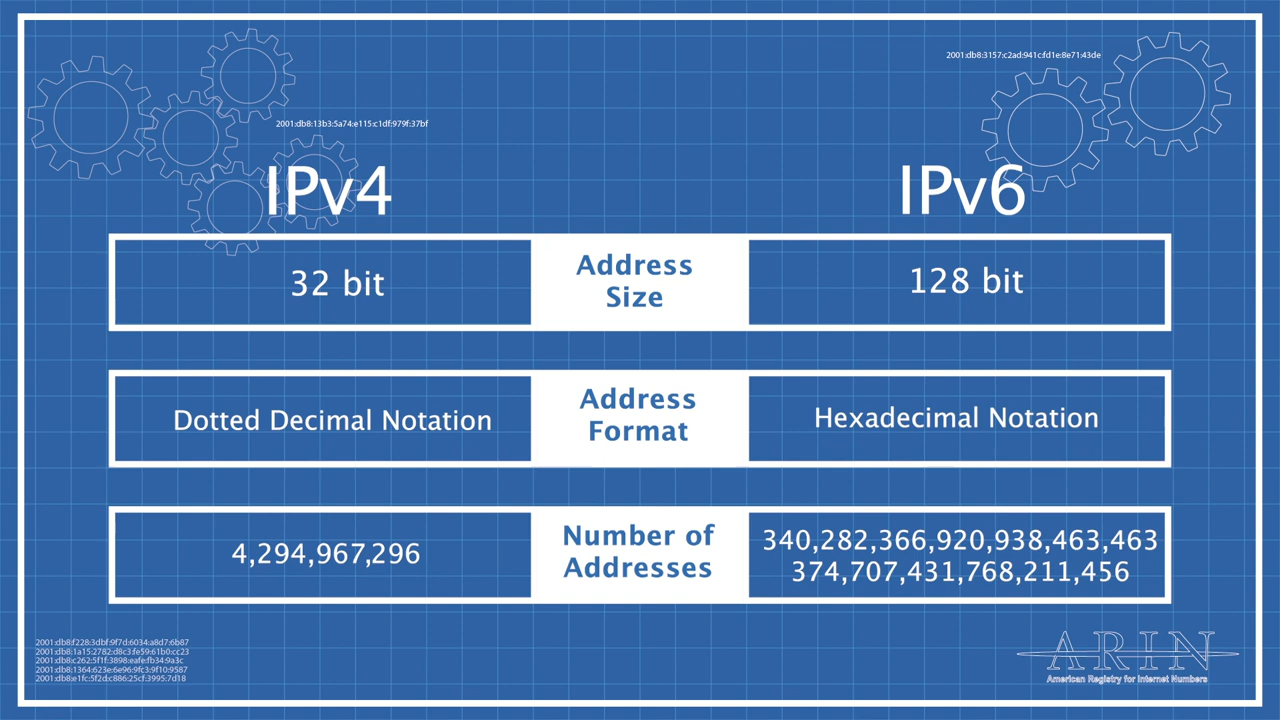 2001:db8:3157:c2ad:941c:fd1e:8e71:43de
2001:db8:13b3:5a74:e115:c1df:979f:37bf
IPv4
IPv6
32 bit
Address
Size
128 bit
Dotted Decimal Notation
Address
Format
Hexadecimal Notation
4,294,967,296
Number of
Addresses
340,282,366,920,938,463,463
374,707,431,768,211,456
2001:db8:f228:3dbf:9f7d:6034:a8d7:6b87
2001:db8:1a15:2782:d8c3:fe59:61b0:cc23
2001:db8:c262:5f1f:3898:eafe:fb34:9a3c
2001:db8:1364:623e:6e96:9fc3:9f10:9587
2001:db8:e1fc:5f2d:c886:25cf:3995:7d18
ARIN
American Registry for Internet Numbers